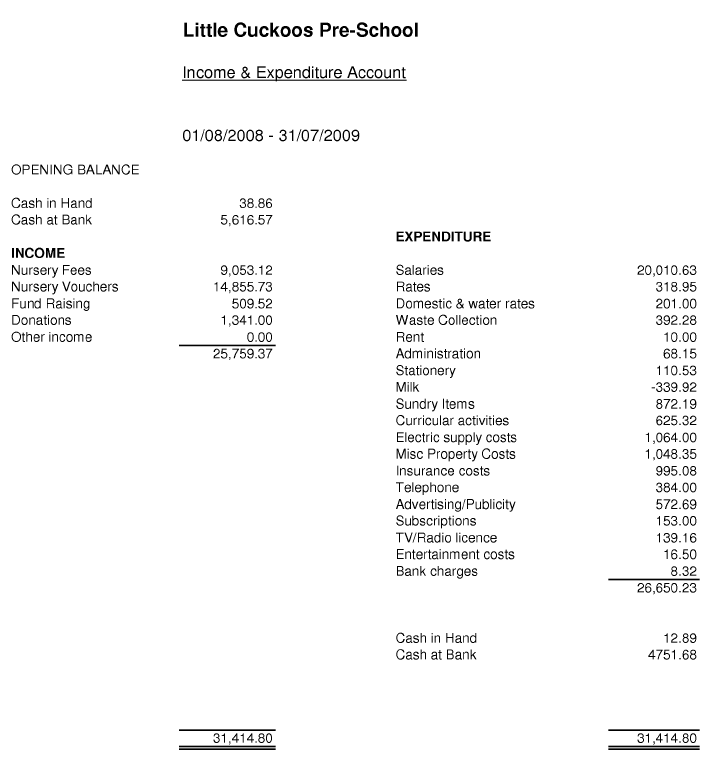 Little Cuckoos Pre-School
Income & Expenditure Account
01/08/2008 - 31/07/2009
OPENING BALANCE
Cash in Hand 38.86
Cash at Bank 5,616.57
INCOME
Nursery Fees 9,053.12
Nursery Vouchers 14,855.73
Fund Raising 509.52
Donations 1,341.00
Other income 0.00
25,759.37
EXPENDITURE
Salaries 20,010.63
Rates 318.95
Domestic & water rates 201.00
Waste Collection 392.28
Rent 10.00
Administration 68.15
Stationery 110.53
Milk -339.92
Sundry Items 872.19
Curricular activities 625.32
Electric supply costs 1,064.00
Misc Property Costs 1,048.35
Insurance costs 995.08
Telephone 384.00
Advertising/Publicity 572.69
Subscriptions 153.00
TV/Radio licence 139.16
Entertainment costs 16.50
Bank charges 8.32
26,650.23
Cash in Hand 12.89
Cash at Bank 4751.68
31,414.80 31,414.80